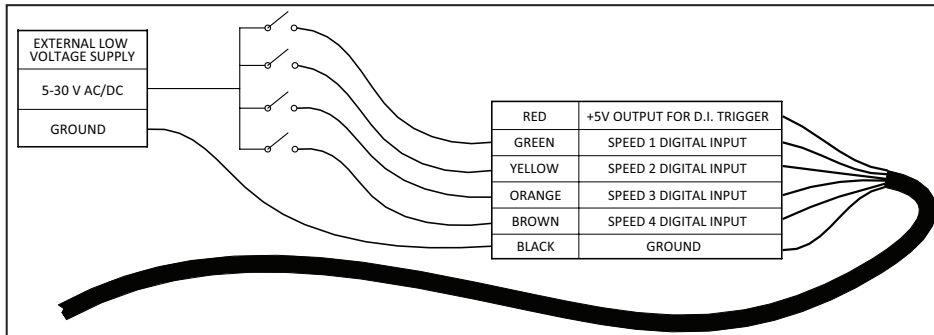 EXTERNAL LOW
VOLTAGE SUPPLY
5-30 V AC/DC
GROUND
RED +5V OUTPUT FOR D.I. TRIGGER
GREEN SPEED 1 DIGITAL INPUT
YELLOW SPEED 2 DIGITAL INPUT
ORANGE SPEED 3 DIGITAL INPUT
BROWN SPEED 4 DIGITAL INPUT
BLACK GROUND